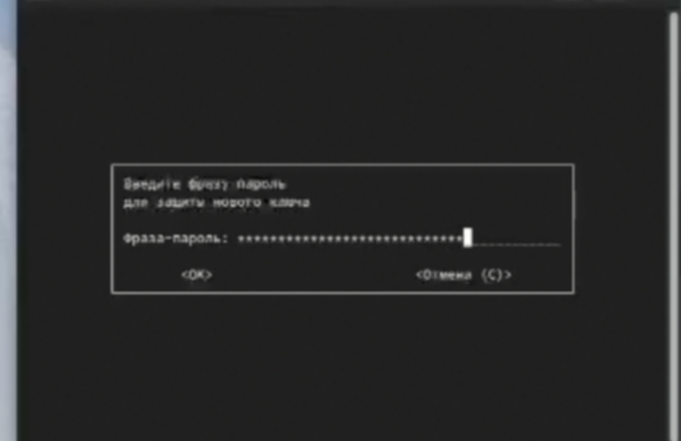 Введите фразу-пароль
для защиты нового ключа
Фраза-пароль: ****************************
<OK> <Отмена (C)>